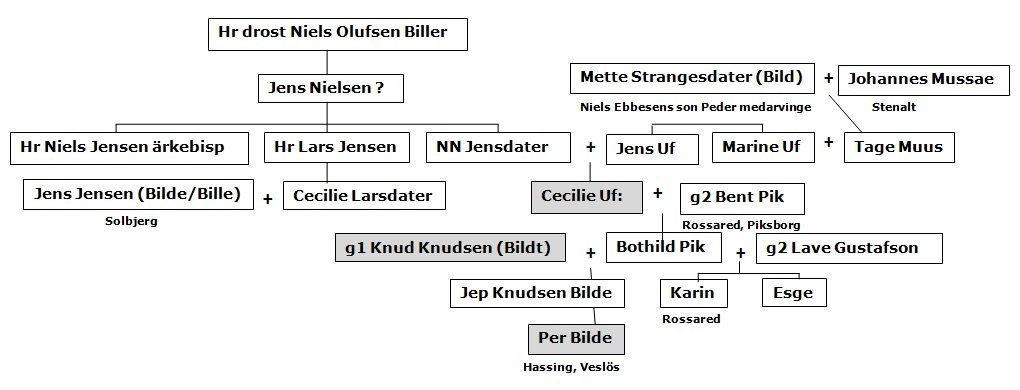 Hr drost Niels Olufsen Biller
Jens Nielsen ?
Mette Strangesdater (Bild) + Johannes Mussae
Niels Ebbesens son Peder medarvinge Stenalt
Hr Niels Jensen ärkebisp Hr Lars Jensen NN Jensdater + Jens Uf Marine Uf + Tage Muus
Jens Jensen (Bilde/Bille) + Cecilie Larsdater Cecilie Uf: + g2 Bent Pik
Solbjerg Rossared, Piksborg
g1 Knud Knudsen (Bildt) + Bothild Pik + g2 Lave Gustafson
Jep Knudsen Bilde Karin Esge
Rossared
Per Bilde
Hassing, Veslös